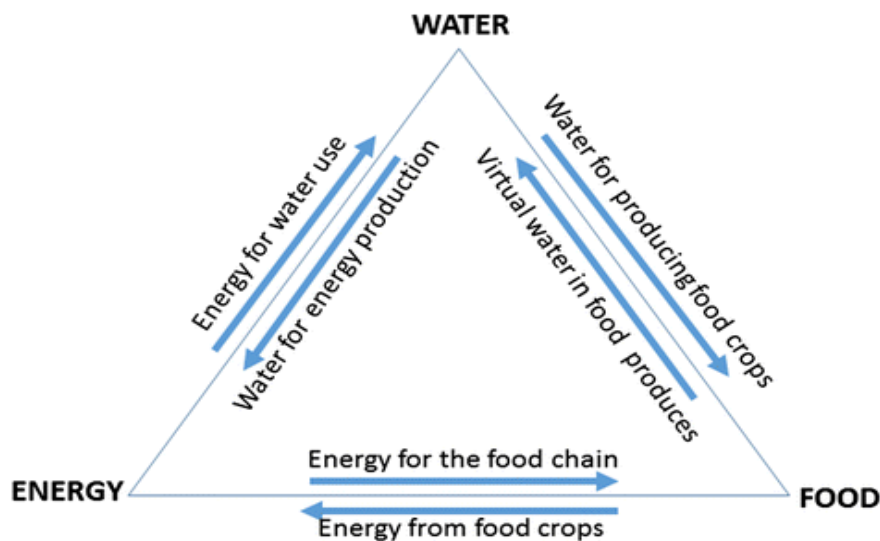 WATER
Energy for water use
Water for energy production
Virtual water in food produces
Water for producing food crops
ENERGY
Energy for the food chain
Energy from food crops
FOOD